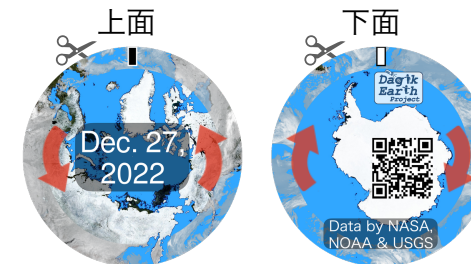 上面
下面
Dec. 27,
2022
Dagik
Earth
Project
Data by NASA,
NOAA & USGS